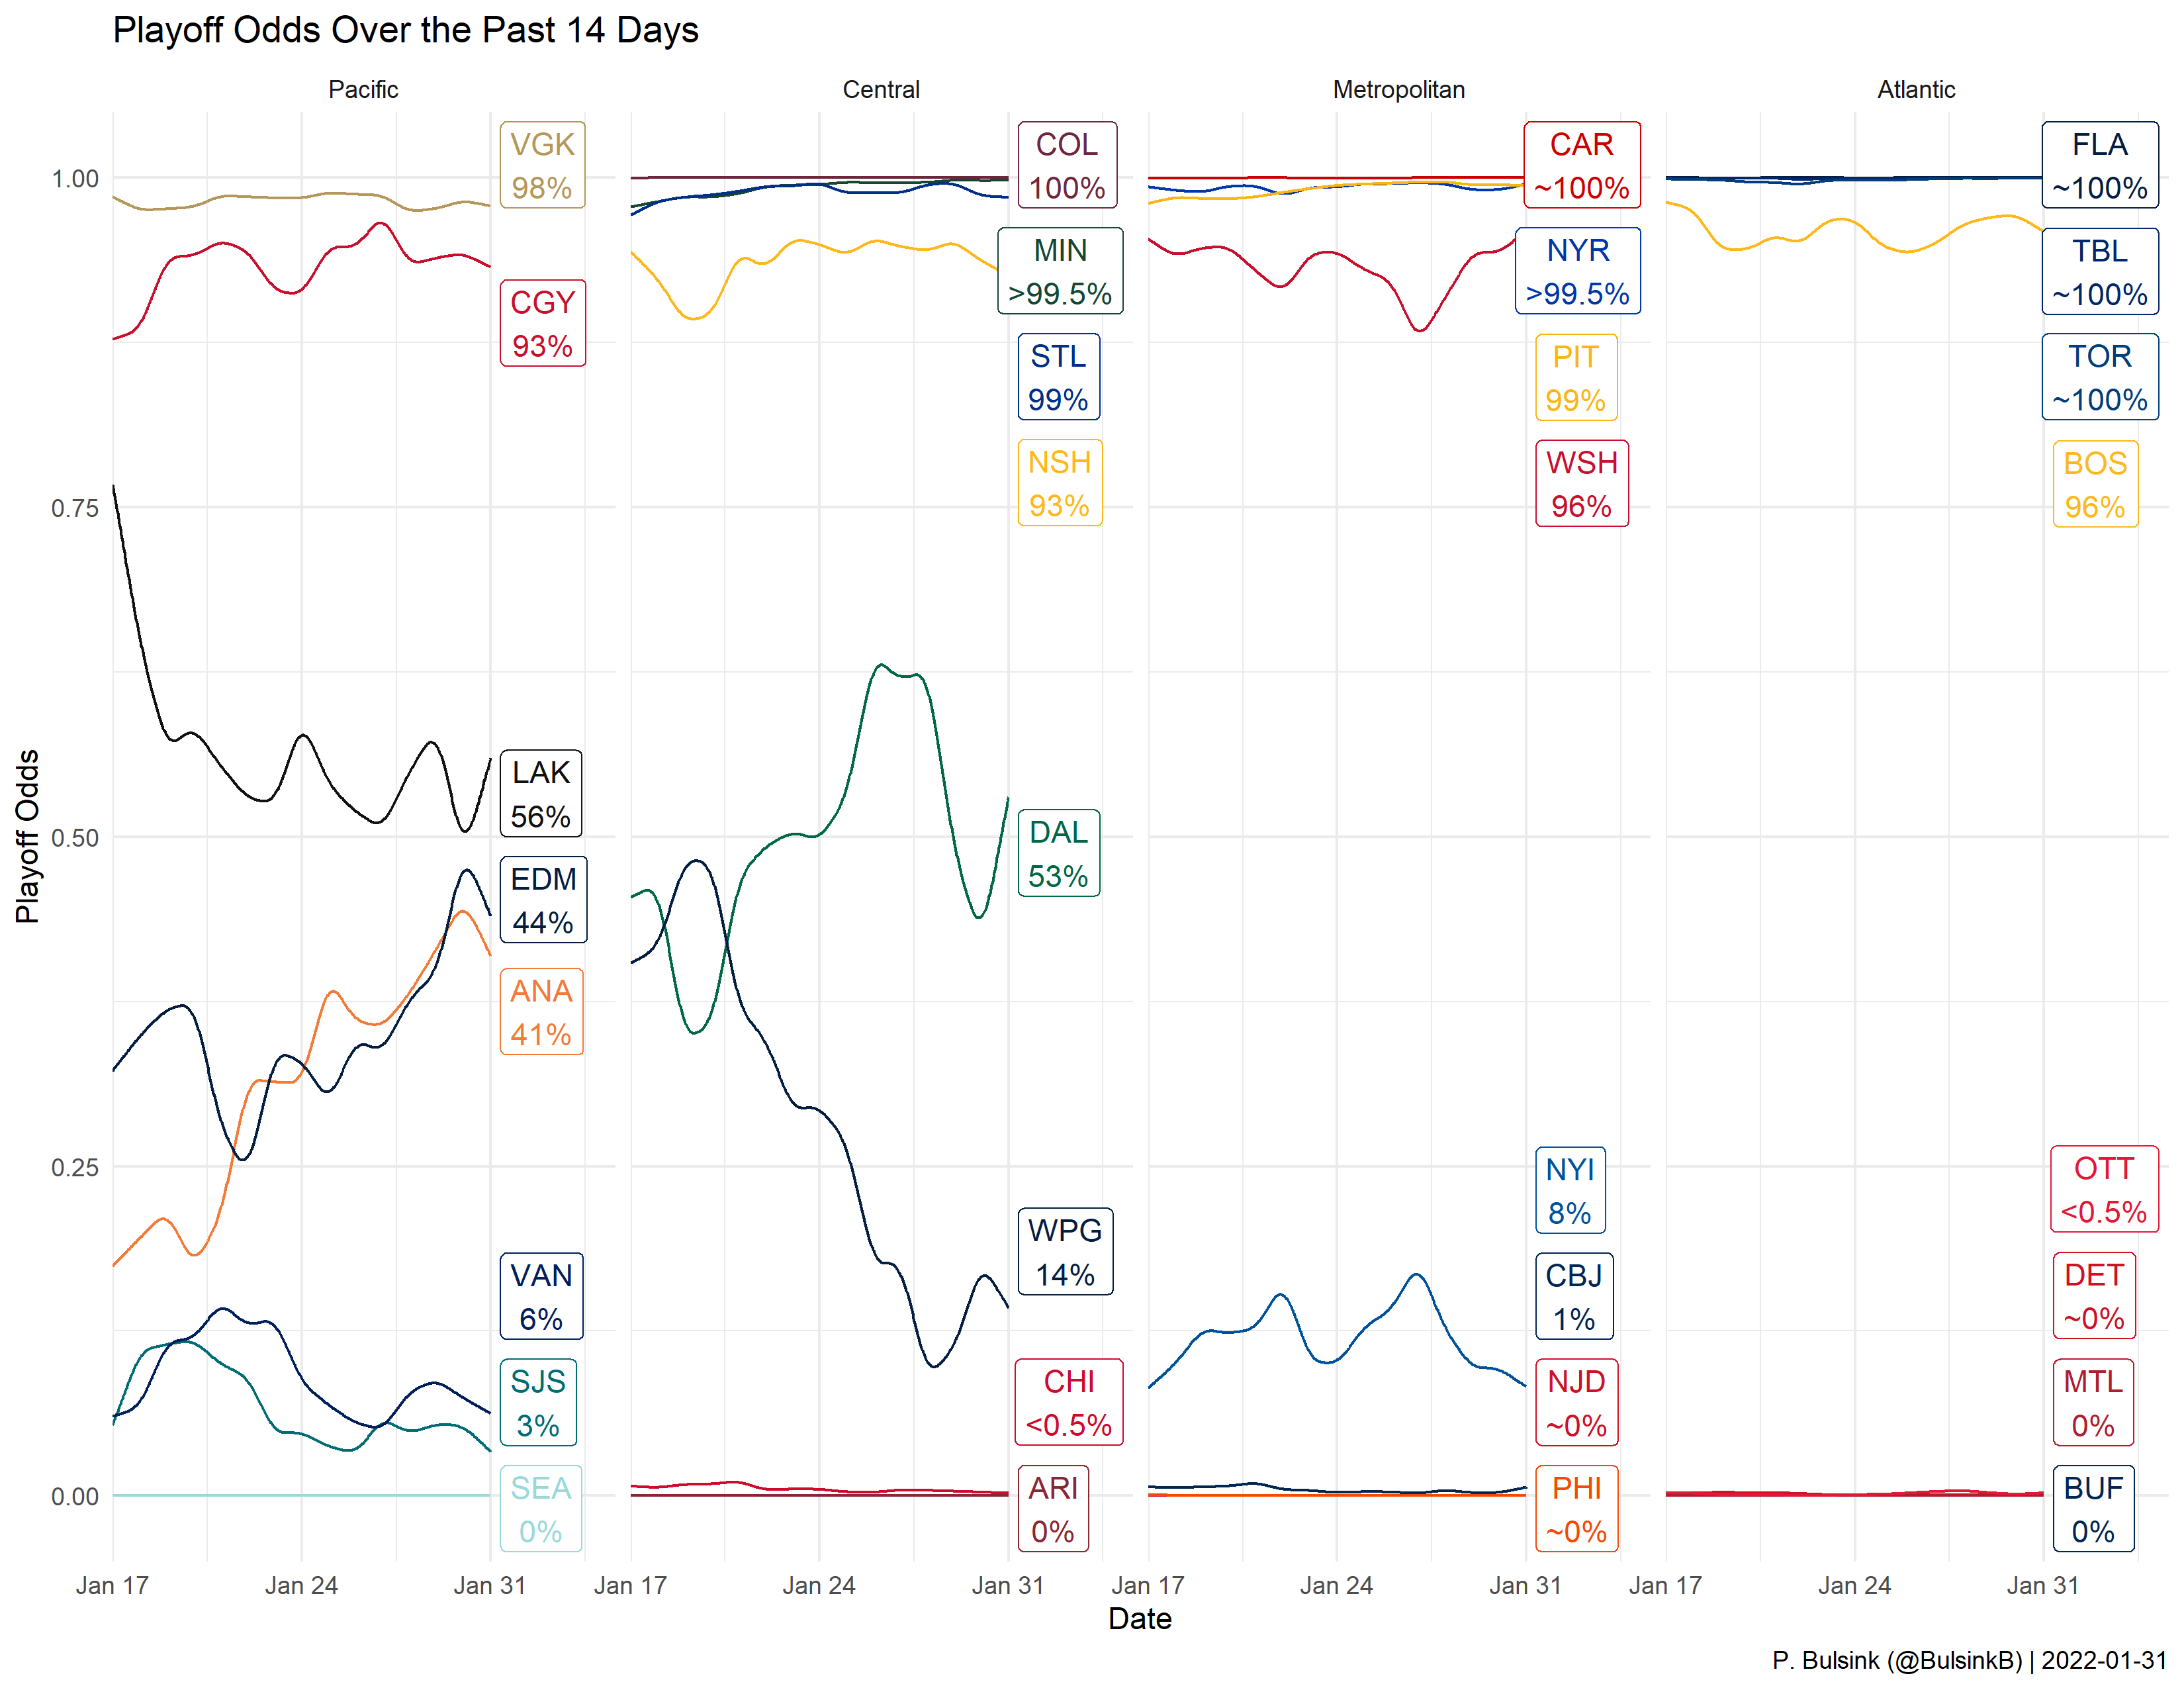 Playoff Odds Over the Past 14 Days
Pacific
Central
Metropolitan
Atlantic
Playoff Odds
1.00
0.75
0.50
0.25
0.00
VGK
98%
CGY
93%
LAK
56%
EDM
44%
ANA
41%
VAN
6%
SJS
3%
SEA
0%
COL
100%
MIN
>99.5%
STL
99%
NSH
93%
DAL
53%
WPG
14%
CHI
<0.5%
ARI
0%
CAR
~100%
NYR
>99.5%
PIT
99%
WSH
96%
NYI
8%
CBJ
1%
NJD
~0%
PHI
~0%
FLA
~100%
TBL
~100%
TOR
~100%
BOS
96%
OTT
<0.5%
DET
~0%
MTL
0%
BUF
0%
Jan 17 Jan 24 Jan 31
Jan 17 Jan 24 Jan 31
Jan 17 Jan 24 Jan 31
Jan 17 Jan 24 Jan 31
Date
P. Bulsink (@BulsinkB) | 2022-01-31